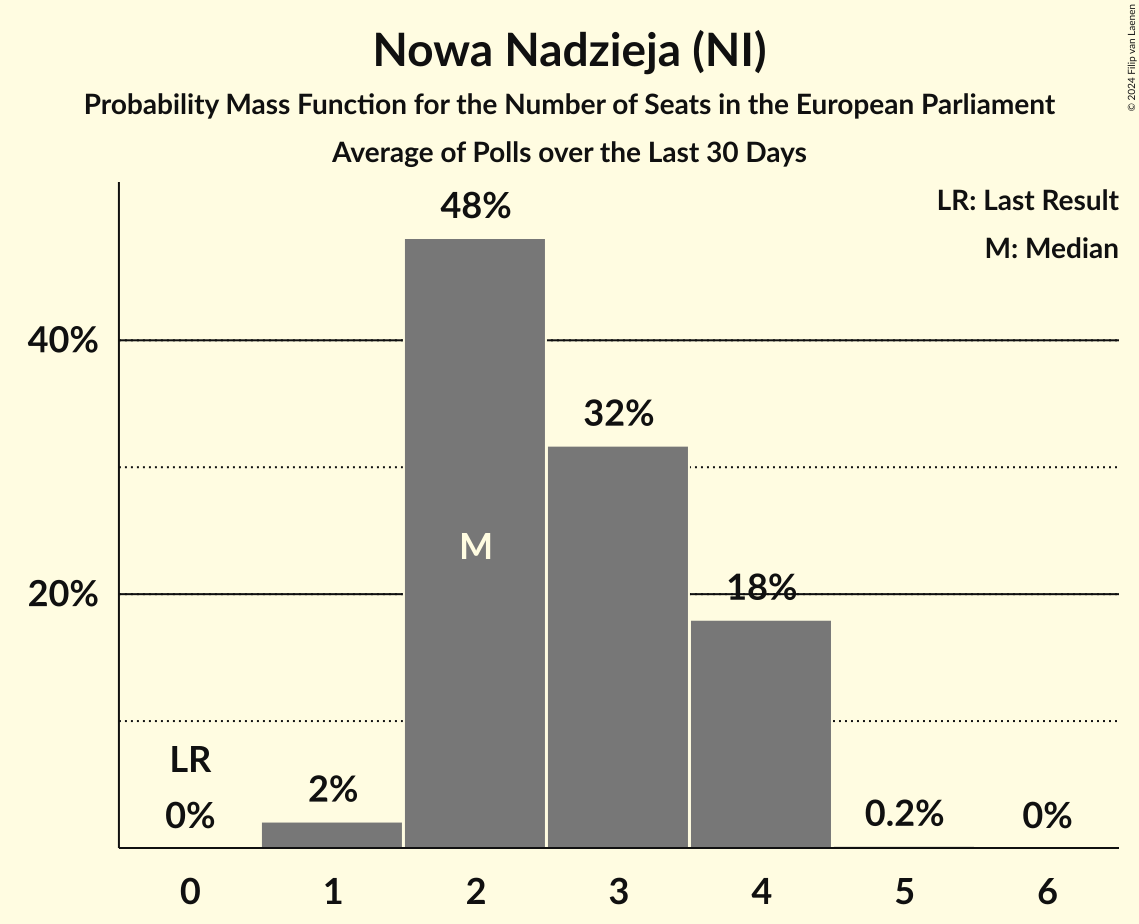 Nowa Nadzieja (NI)
Probability Mass Function for the Number of Seats in the European Parliament
Average of Polls over the Last 30 Days
© 2024 Filip van Laenen
LR: Last Result
M: Median
48%
40%
32%
M
20%
18%
LR
0%
2%
0.2%
0%
0 1 2 3 4 5 6